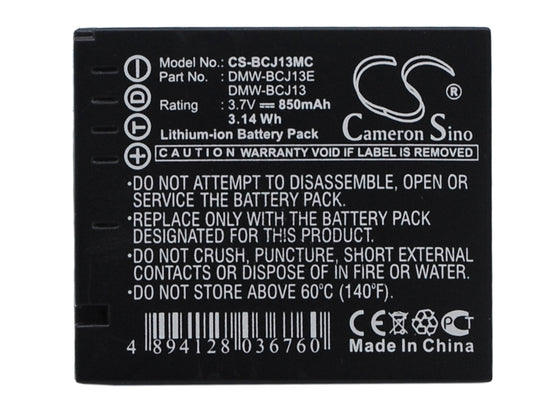 Model No.: CS-BCJ13MC
Part No.: DMW-BCJ13E
DMW-BCJ13
Rating : 3.7V 850mAh
3.14 Wh
Lithium-ion Battery Pack
CS
®
Cameron Sino
CAUTION WARRANTY VOID IF LABEL IS REMOVED
•DO NOT ATTEMPT TO DISASSEMBLE, OPEN OR
SERVICE THE BATTERY PACK.
•REPLACE ONLY WITH THE BATTERY PACK
DESIGNATED FOR THIS PRODUCT.
•DO NOT CRUSH, PUNCTURE, SHORT EXTERNAL
CONTACTS OR DISPOSE OF IN FIRE OR WATER.
•DO NOT STORE ABOVE 60°C (140°F).
4 894128 036760
CE PCT
Made In China